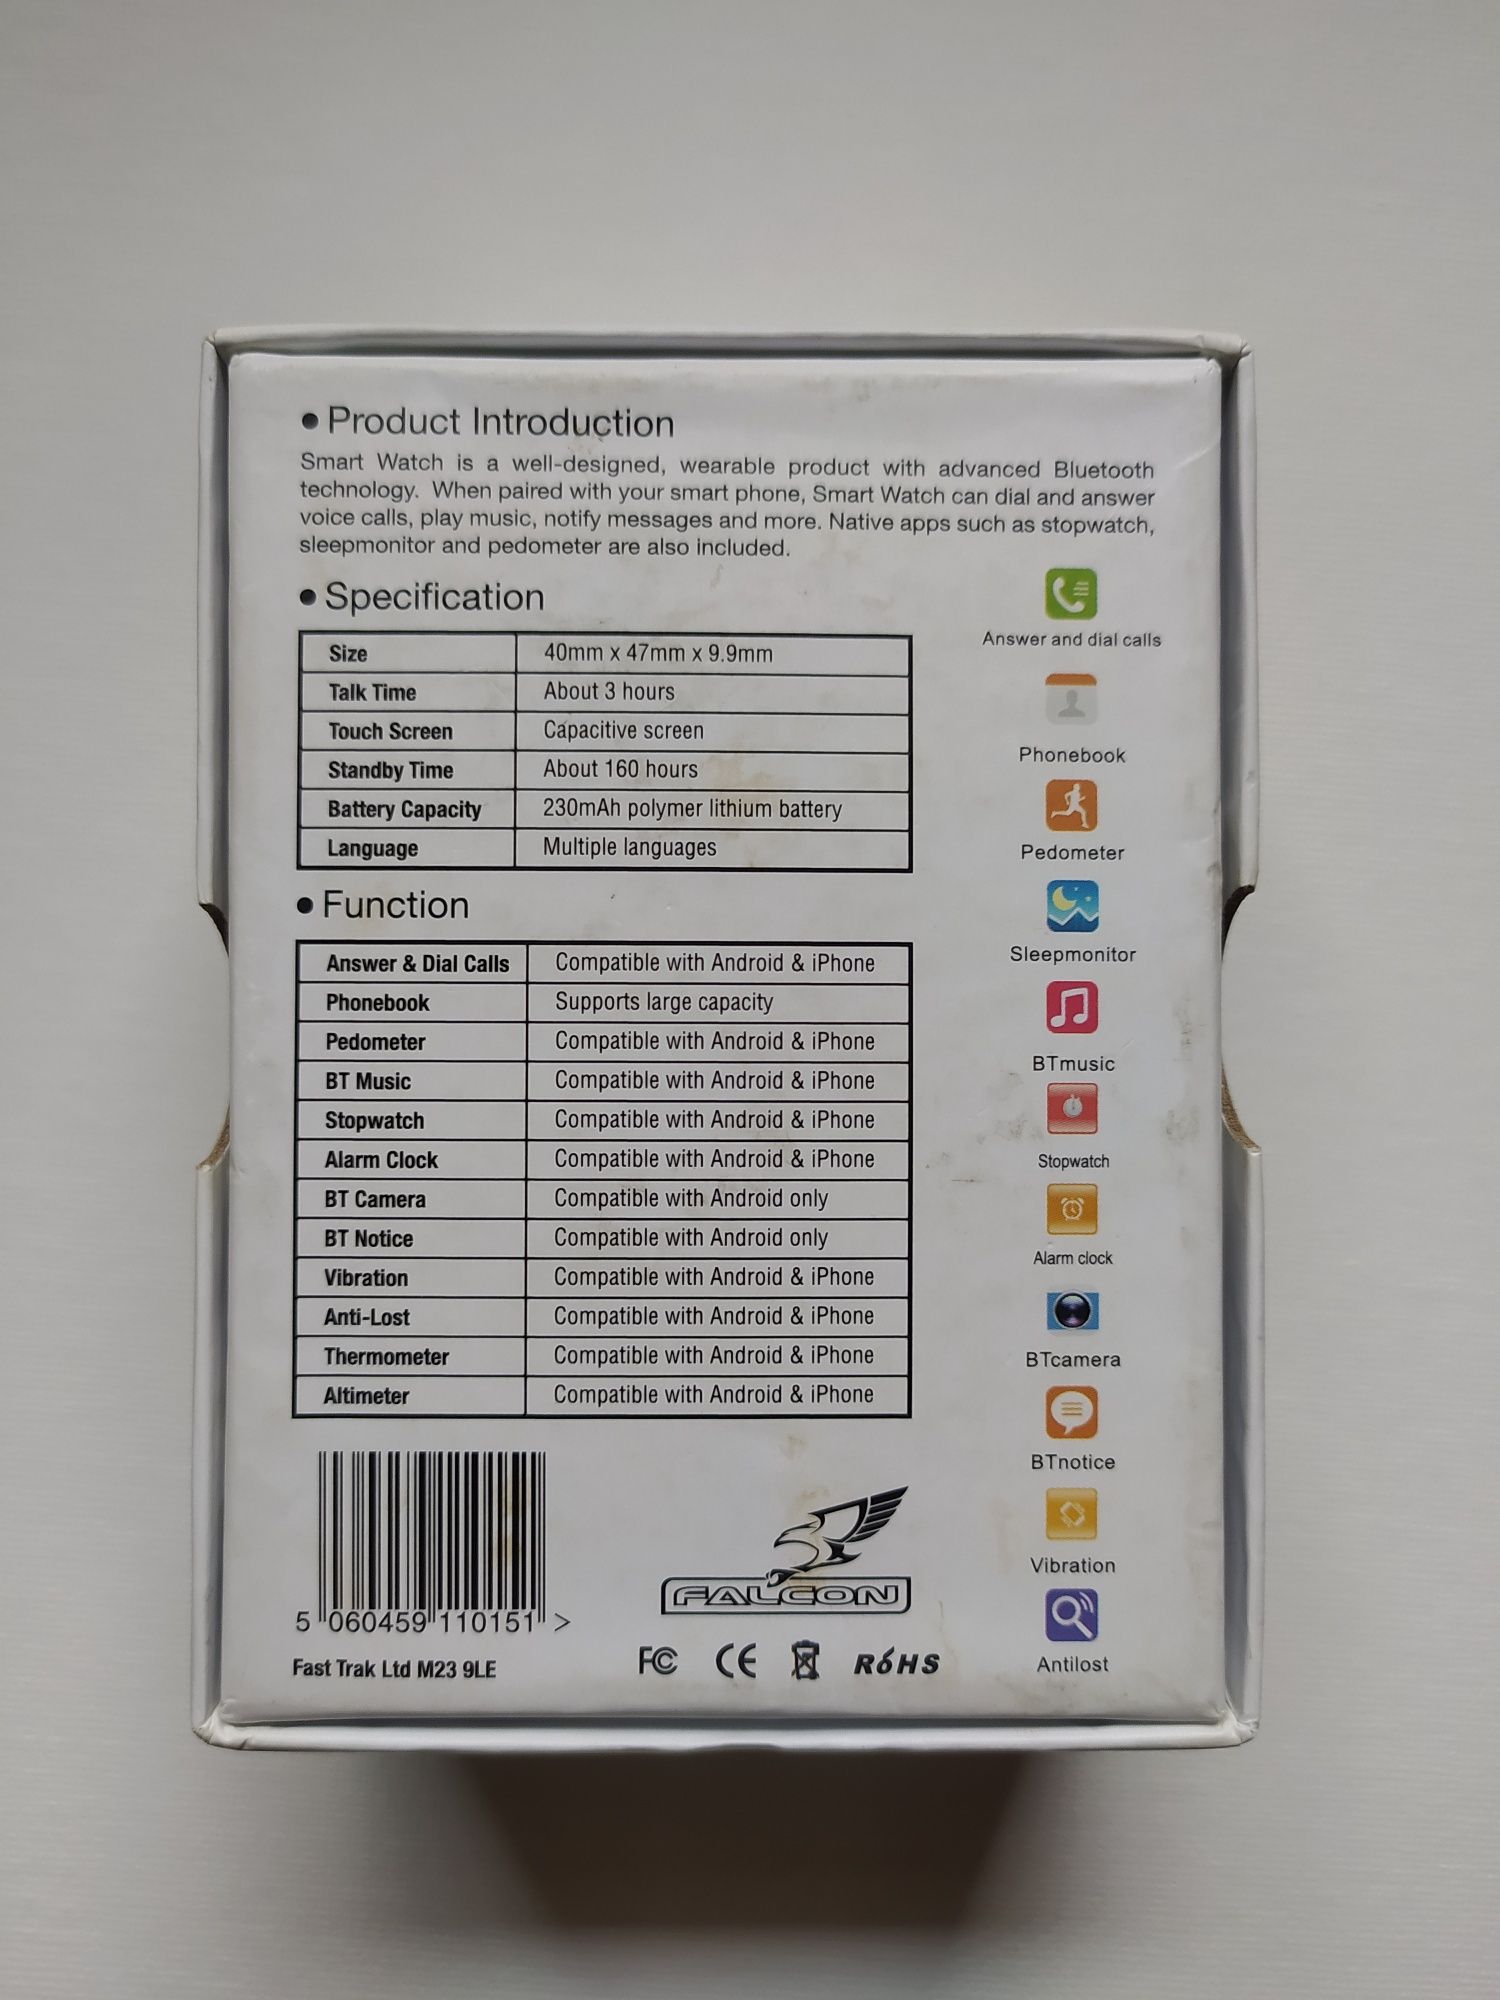 • Product Introduction
Smart Watch is a well-designed, wearable product with advanced Bluetooth
technology. When paired with your smart phone, Smart Watch can dial and answer
voice calls, play music, notify messages and more. Native apps such as stopwatch,
sleepmonitor and pedometer are also included.
• Specification
Size 40mm x 47mm x 9.9mm
Talk Time About 3 hours
Touch Screen Capacitive screen
Standby Time About 160 hours
Battery Capacity 230mAh polymer lithium battery
Language Multiple languages
• Function
Answer & Dial Calls Compatible with Android & iPhone
Phonebook Supports large capacity
Pedometer Compatible with Android & iPhone
BT Music Compatible with Android & iPhone
Stopwatch Compatible with Android & iPhone
Alarm Clock Compatible with Android & iPhone
BT Camera Compatible with Android only
BT Notice Compatible with Android only
Vibration Compatible with Android & iPhone
Anti-Lost Compatible with Android & iPhone
Thermometer Compatible with Android & iPhone
Altimeter Compatible with Android & iPhone
Answer and dial calls
Phonebook
Pedometer
Sleepmonitor
BTmusic
Stopwatch
Alarm clock
BTcamera
BTnotice
Vibration
Antilost
5 060459 110151 >
Fast Trak Ltd M23 9LE
FALCON
FC CE RoHS